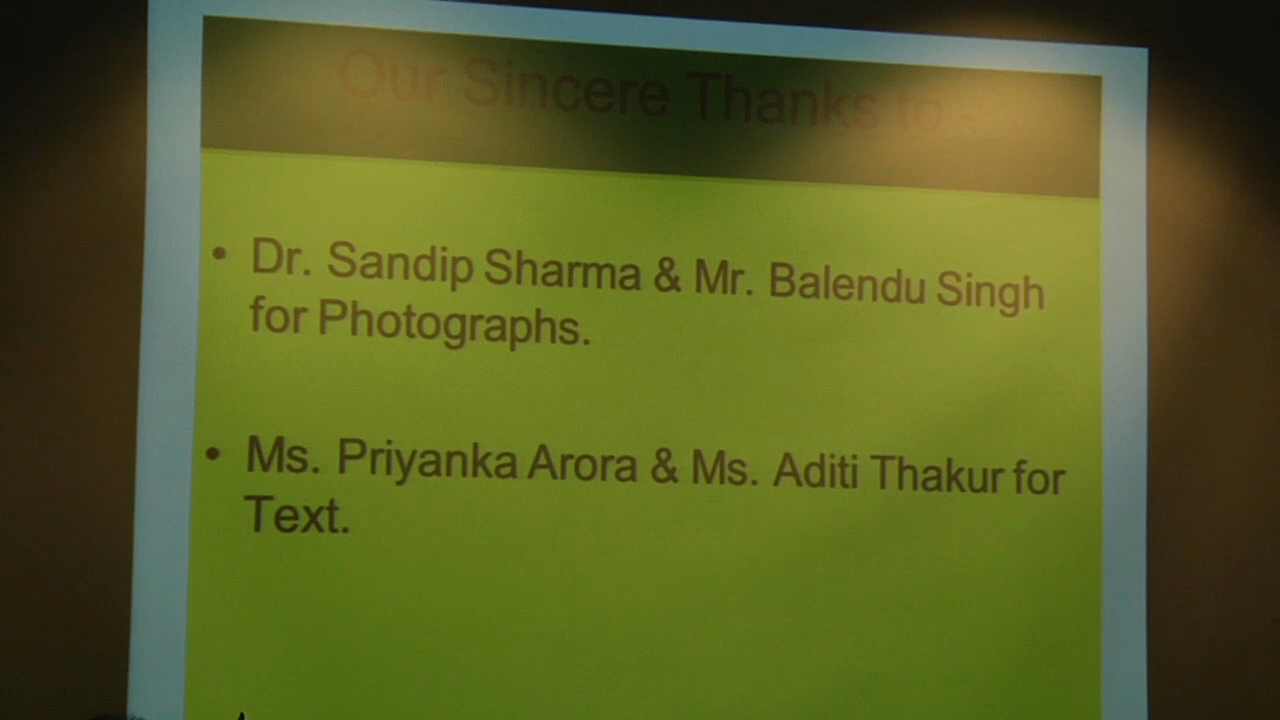 Our Sincere Thanks to -
• Dr. Sandip Sharma & Mr. Balendu Singh
for Photographs.
• Ms. Priyanka Arora & Ms. Aditi Thakur for
Text.